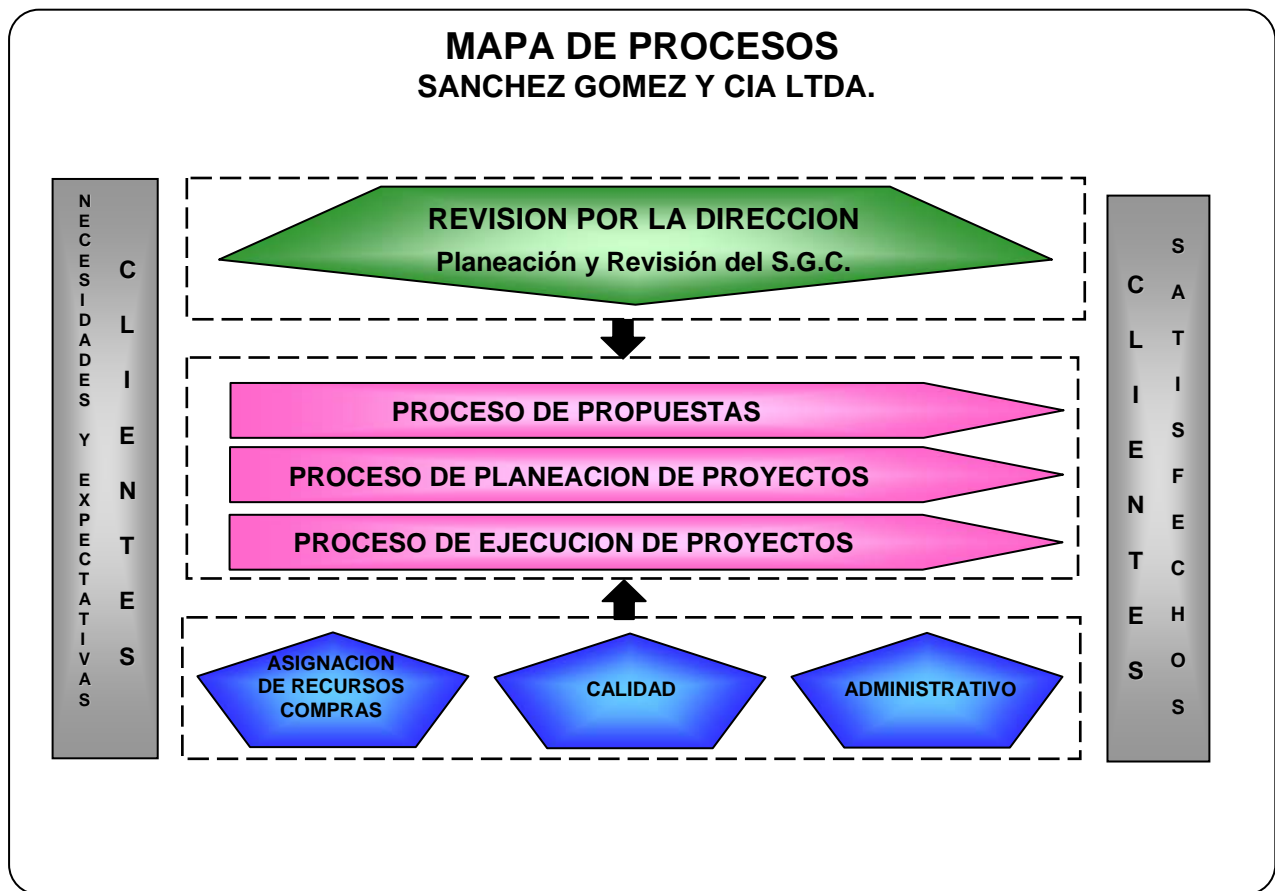 MAPA DE PROCESOS
SANCHEZ GOMEZ Y CIA LTDA.
NECESIDADES Y EXPECTATIVAS
CLIENTES
REVISION POR LA DIRECCION
Planeación y Revisión del S.G.C.
PROCESO DE PROPUESTAS
PROCESO DE PLANEACION DE PROYECTOS
PROCESO DE EJECUCION DE PROYECTOS
ASIGNACION
DE RECURSOS
COMPRAS
CALIDAD
ADMINISTRATIVO
CLIENTES
SATISFECHOS